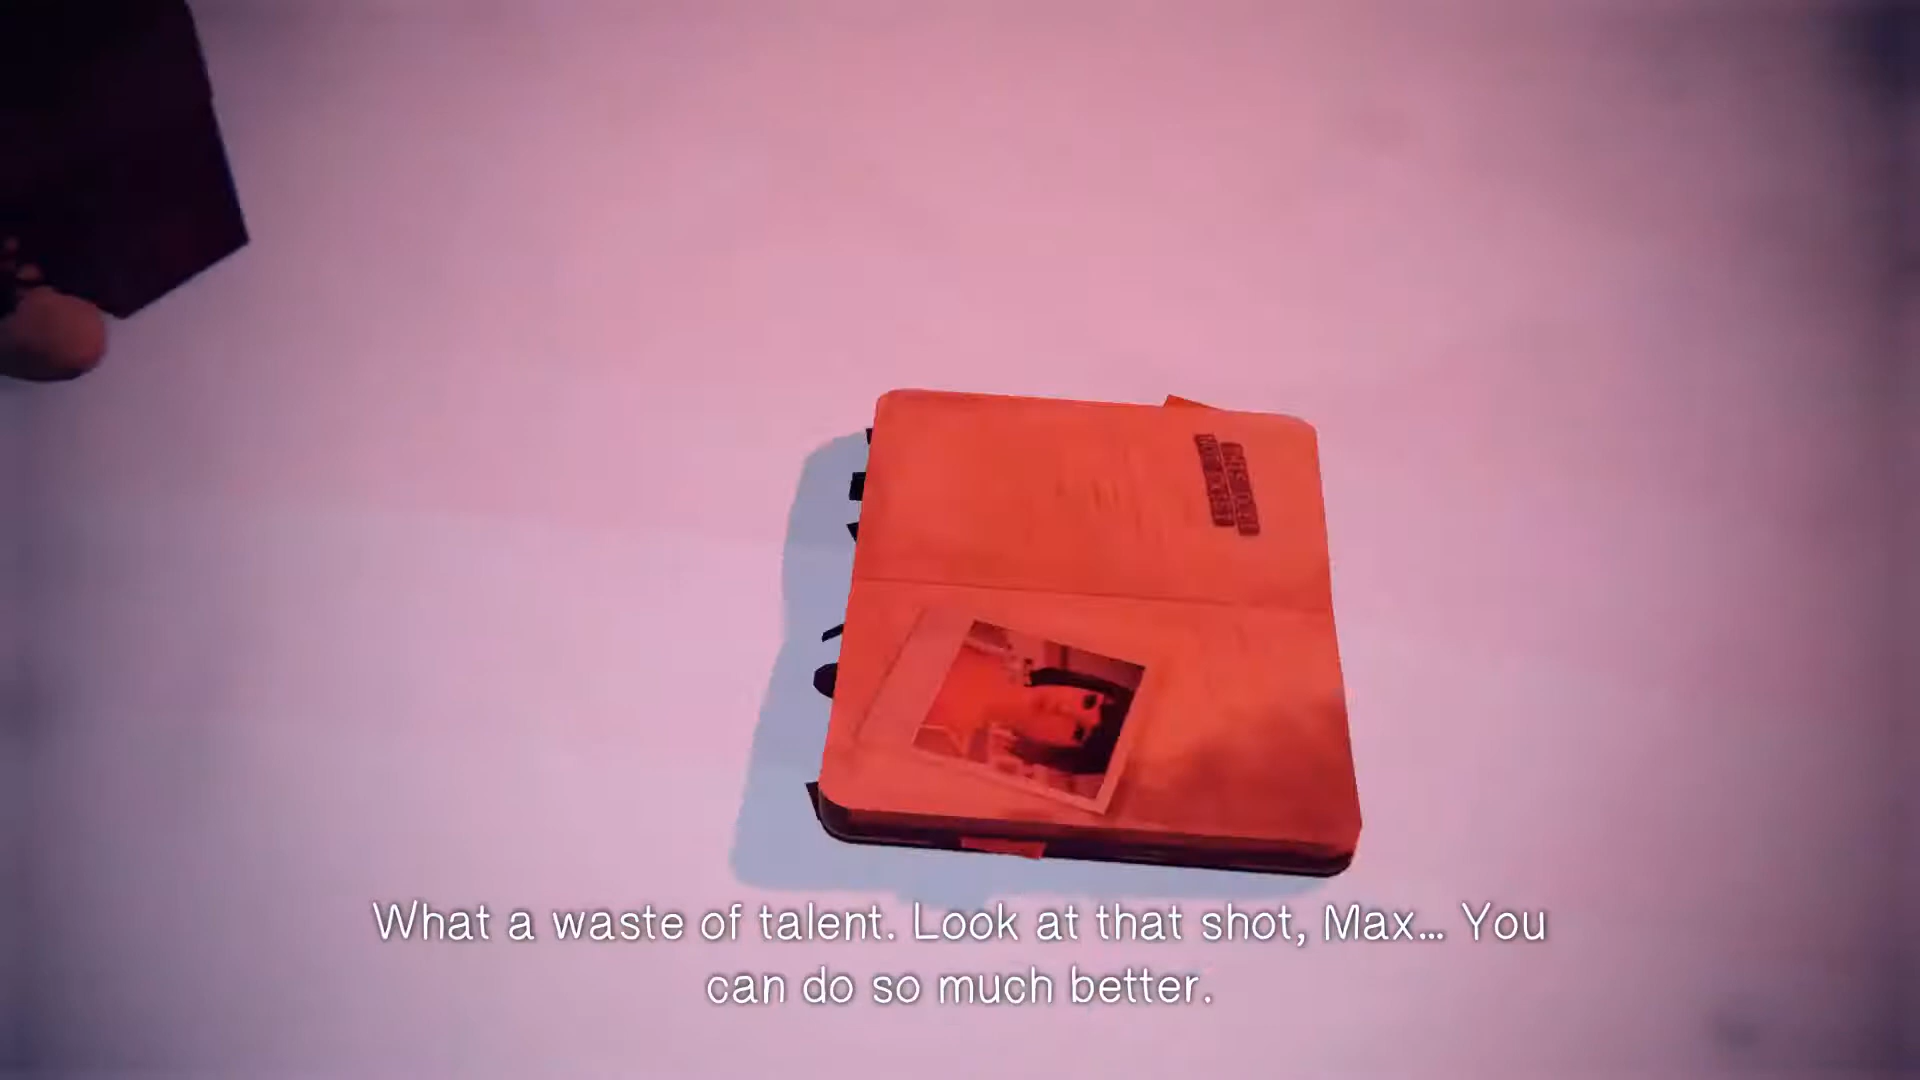 What a waste of talent. Look at that shot, Max... You
can do so much better.